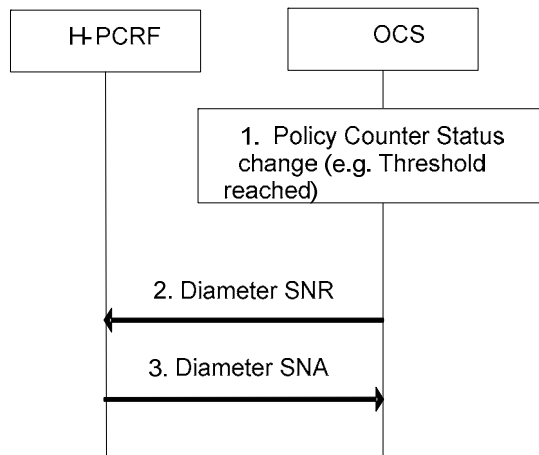 H-PCRF
OCS
1. Policy Counter Status
change (e.g. Threshold
reached)
2. Diameter SNR
3. Diameter SNA